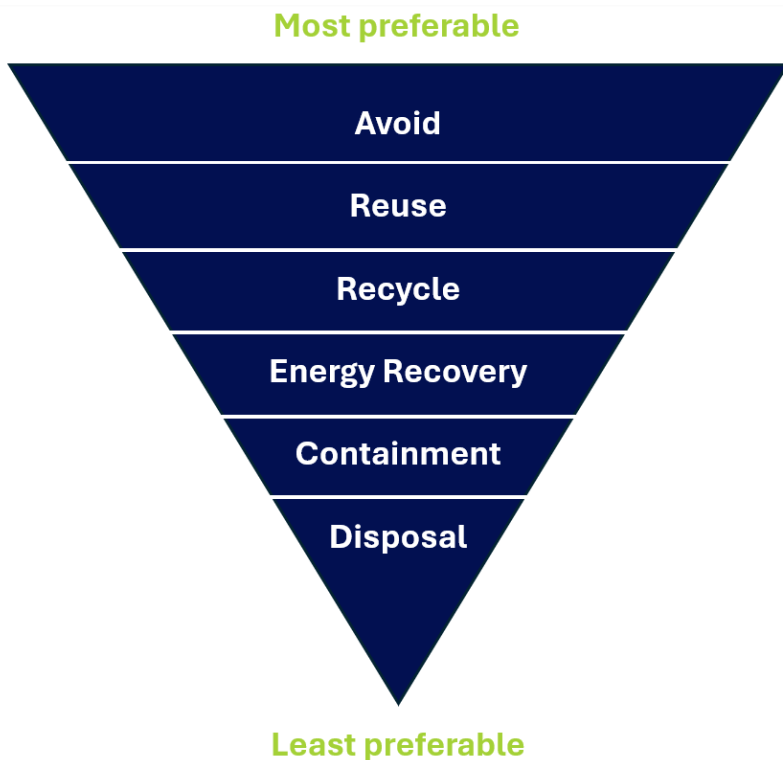 Most preferable
Avoid
Reuse
Recycle
Energy Recovery
Containment
Disposal
Least preferable